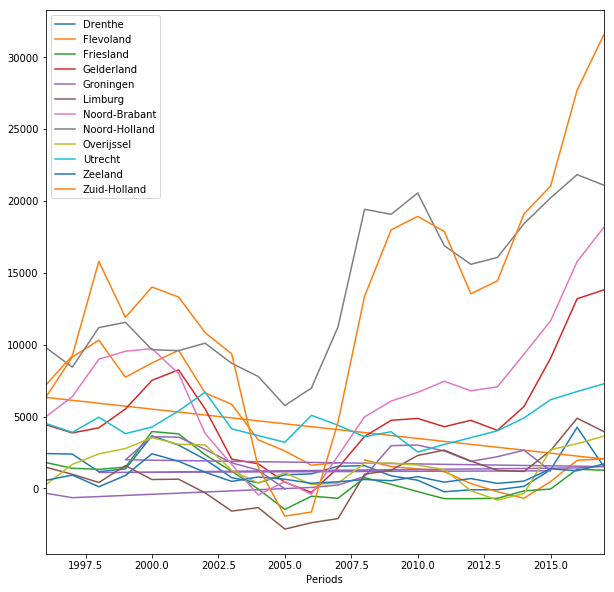 Drenthe
Flevoland
Friesland
Gelderland
Groningen
Limburg
Noord-Brabant
Noord-Holland
Overijssel
Utrecht
Zeeland
Zuid-Holland
30000
25000
20000
15000
10000
5000
0
1997.5 2000.0 2002.5 2005.0 2007.5 2010.0 2012.5 2015.0
Periods